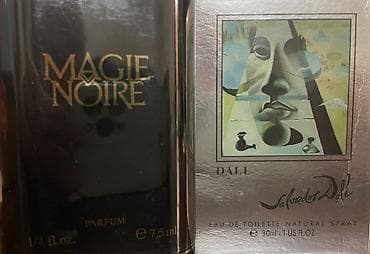 MAGIE
NOIRE
PARFUM
1/4 fl.oz. 7.5 ml
DALI
Salvador Dali
EAU DE TOILETTE NATURAL SPRAY
℮ 30ml - 1 US FL.OZ